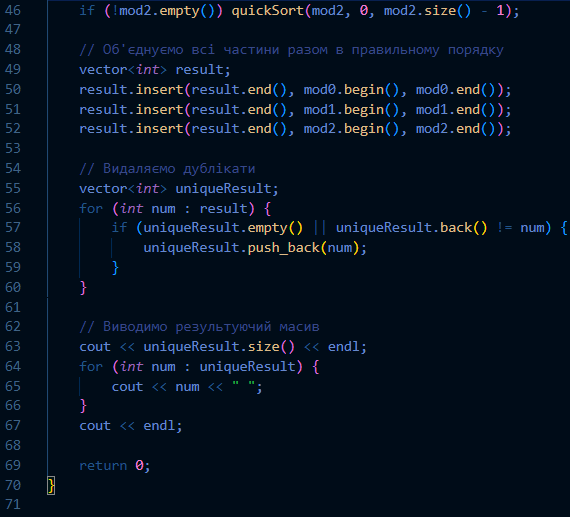 46 if (!mod2.empty()) quickSort(mod2, 0, mod2.size() - 1);
47
48 // Об'єднуємо всі частини разом в правильному порядку
49 vector<int> result;
50 result.insert(result.end(), mod0.begin(), mod0.end());
51 result.insert(result.end(), mod1.begin(), mod1.end());
52 result.insert(result.end(), mod2.begin(), mod2.end());
53
54 // Видаляємо дублікати
55 vector<int> uniqueResult;
56 for (int num : result) {
57 if (uniqueResult.empty() || uniqueResult.back() != num) {
58 uniqueResult.push_back(num);
59 }
60 }
61
62 // Виводимо результуючий масив
63 cout << uniqueResult.size() << endl;
64 for (int num : uniqueResult) {
65 cout << num << " ";
66 }
67 cout << endl;
68
69 return 0;
70 }
71